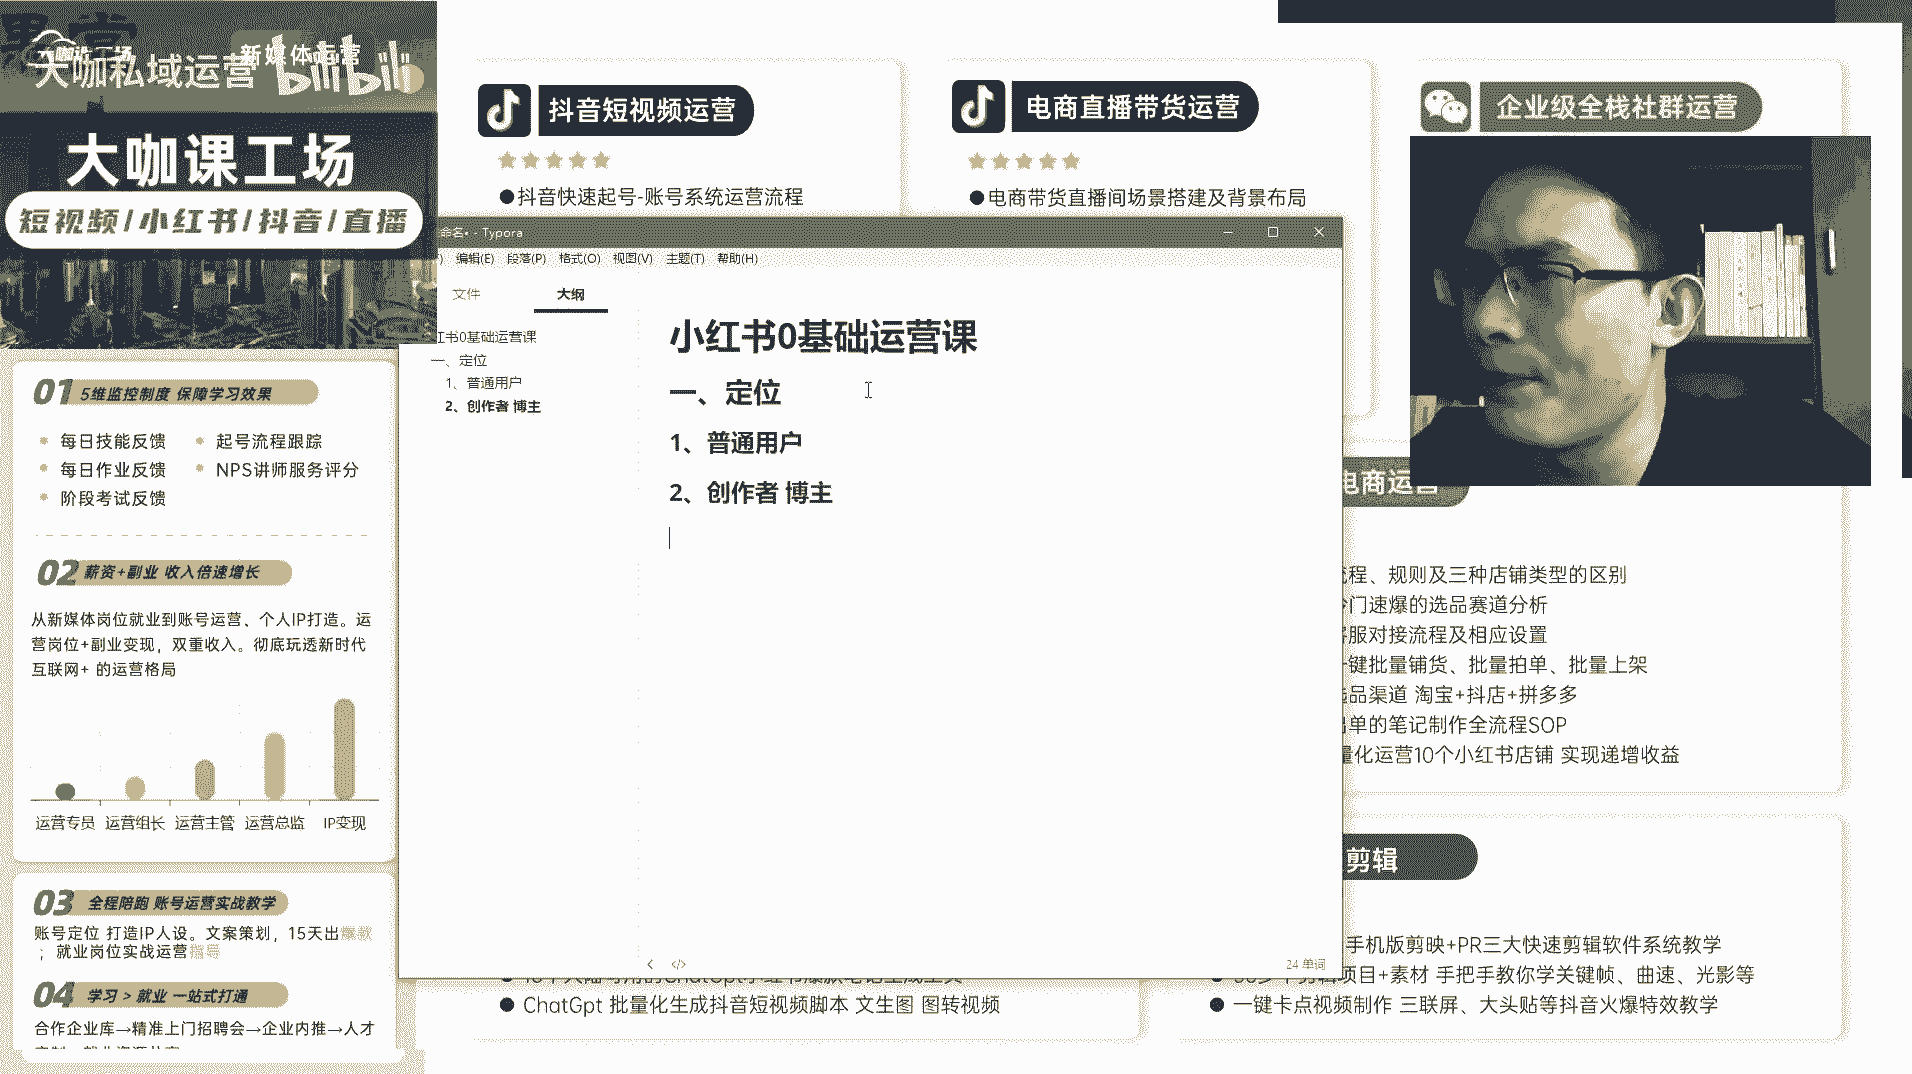 大咖私域运营
新媒体运营
bilibili
大咖课工场
短视频/小红书/抖音/直播
01 5维监控制度 保障学习效果
每日技能反馈
起号流程跟踪
每日作业反馈
NPS讲师服务评分
阶段考试反馈
02 薪资+副业 收入倍速增长
从新媒体岗位就业到账号运营、个人IP打造。运
营岗位+副业变现，双重收入。彻底玩透新时代
互联网+ 的运营格局
运营专员 运营组长 运营主管 运营总监 IP变现
03 全程陪跑 账号运营实战教学
账号定位 打造IP人设。文案策划，15天出爆款
；就业岗位实战运营
04 学习 > 就业 一站式打通
合作企业库→精准上门招聘会→企业内推→人才
抖音短视频运营
●抖音快速起号-账号系统运营流程
电商直播带货运营
●电商带货直播间场景搭建及背景布局
企业级全栈社群运营
命名• - Typora
编辑(E) 段落(P) 格式(O) 视图(V) 主题(T) 帮助(H)
文件 大纲
红书0基础运营课
一、定位
1、普通用户
2、创作者 博主
小红书0基础运营课
一、定位
1、普通用户
2、创作者 博主
</>
24 单词
电商运营
流程、规则及三种店铺类型的区别
冷门速爆的选品赛道分析
客服对接流程及相应设置
一键批量铺货、批量拍单、批量上架
选品渠道 淘宝+抖店+拼多多
出单的笔记制作全流程SOP
量化运营10个小红书店铺 实现递增收益
剪辑
手机版剪映+PR三大快速剪辑软件系统教学
项目+素材 手把手教你学关键帧、曲速、光影等
● 一键卡点视频制作 三联屏、大头贴等抖音火爆特效教学
● ChatGpt 批量化生成抖音短视频脚本 文生图 图转视频